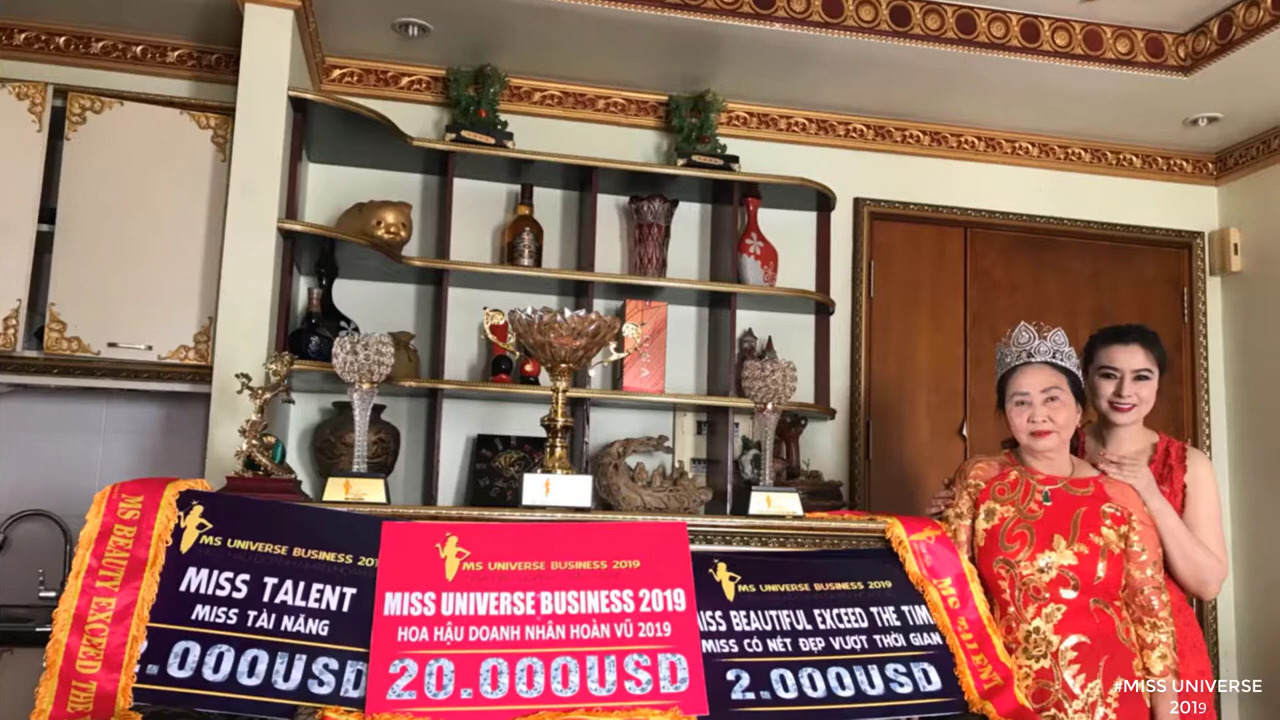 MS BEAUTY EXCEED THE
MS UNIVERSE BUSINESS 201
MISS TALENT
MISS TÀI NĂNG
2.000USD
MS UNIVERSE BUSINESS 2019
MISS UNIVERSE BUSINESS 2019
HOA HẬU DOANH NHÂN HOÀN VŨ 2019
20.000USD
MS UNIVERSE BUSINESS 2019
ISS BEAUTIFUL EXCEED THE TIM
MISS CÓ NÉT ĐẸP VƯỢT THỜI GIAN
2.000USD
MS TALENT
#MISS UNIVERSE
2019